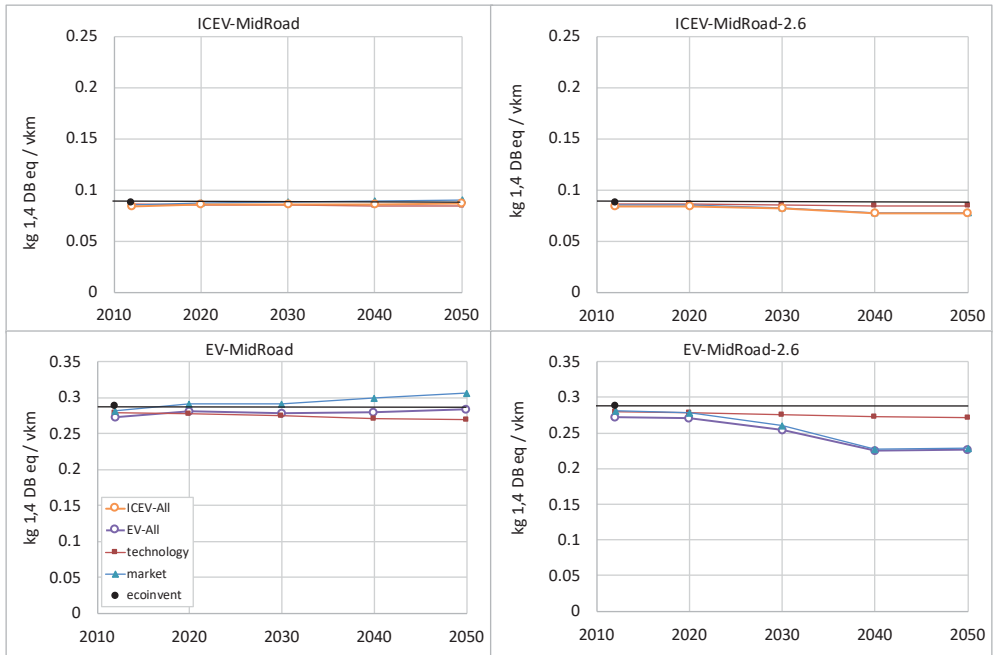 ICEV-MidRoad
0.25
0.2
0.15
0.1
0.05
0
kg 1,4 DB eq / vkm
2010 2020 2030 2040 2050
ICEV-MidRoad-2.6
0.25
0.2
0.15
0.1
0.05
0
kg 1,4 DB eq / vkm
2010 2020 2030 2040 2050
EV-MidRoad
0.35
0.3
0.25
0.2
0.15
0.1
0.05
0
kg 1,4 DB eq / vkm
ICEV-All
EV-All
technology
market
ecoinvent
2010 2020 2030 2040 2050
EV-MidRoad-2.6
0.35
0.3
0.25
0.2
0.15
0.1
0.05
0
kg 1,4 DB eq / vkm
2010 2020 2030 2040 2050